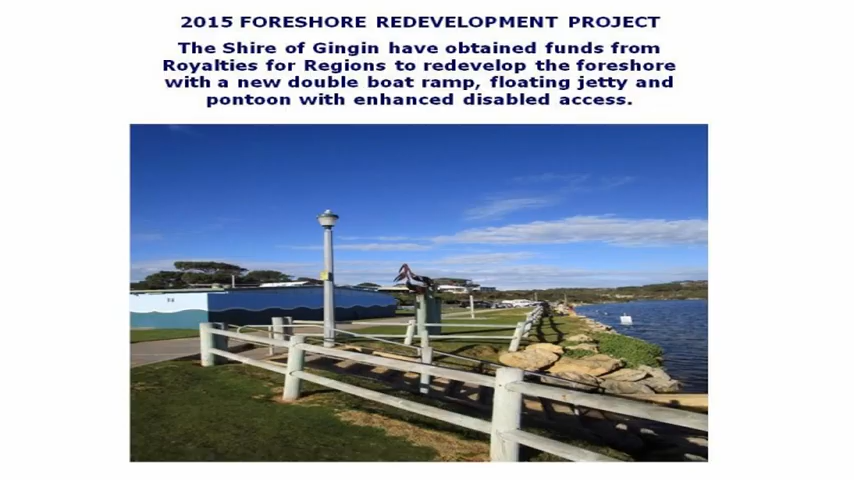 2015 FORESHORE REDEVELOPMENT PROJECT
The Shire of Gingin have obtained funds from
Royalties for Regions to redevelop the foreshore
with a new double boat ramp, floating jetty and
pontoon with enhanced disabled access.